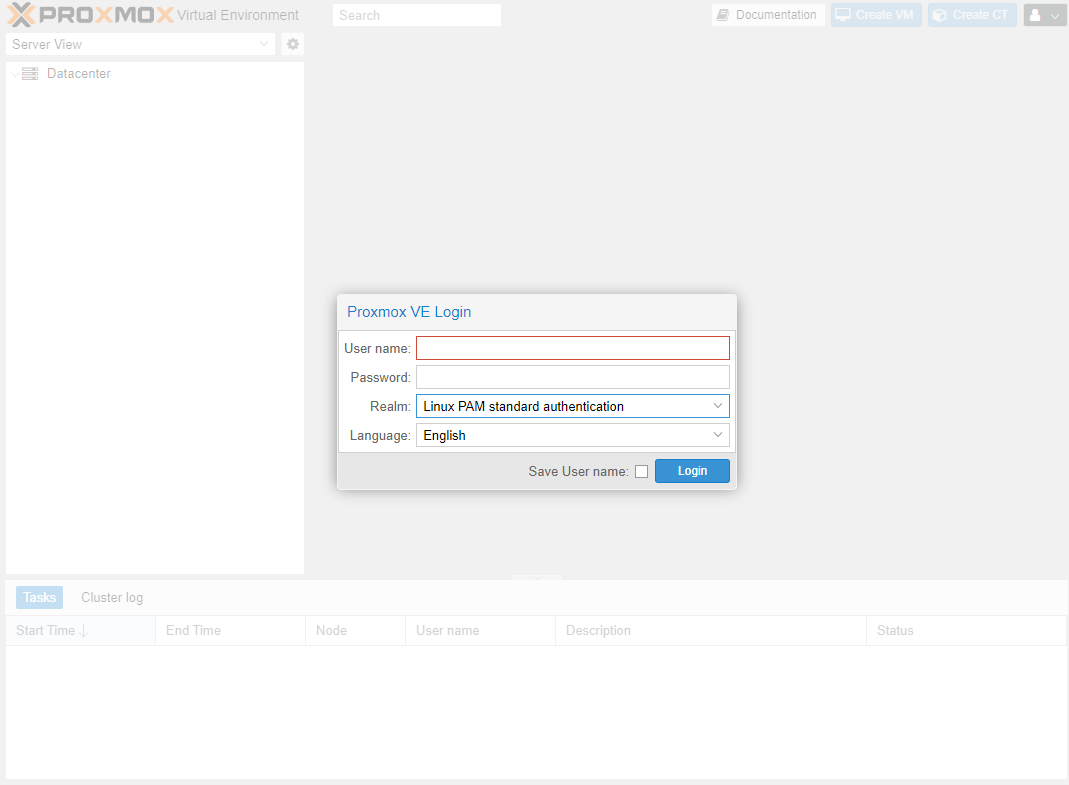 PROXMOX Virtual Environment Search Documentation Create VM Create CT
Server View
Datacenter
Proxmox VE Login
User name:
Password:
Realm: Linux PAM standard authentication
Language: English
Save User name: Login
Tasks Cluster log
Start Time End Time Node User name Description Status